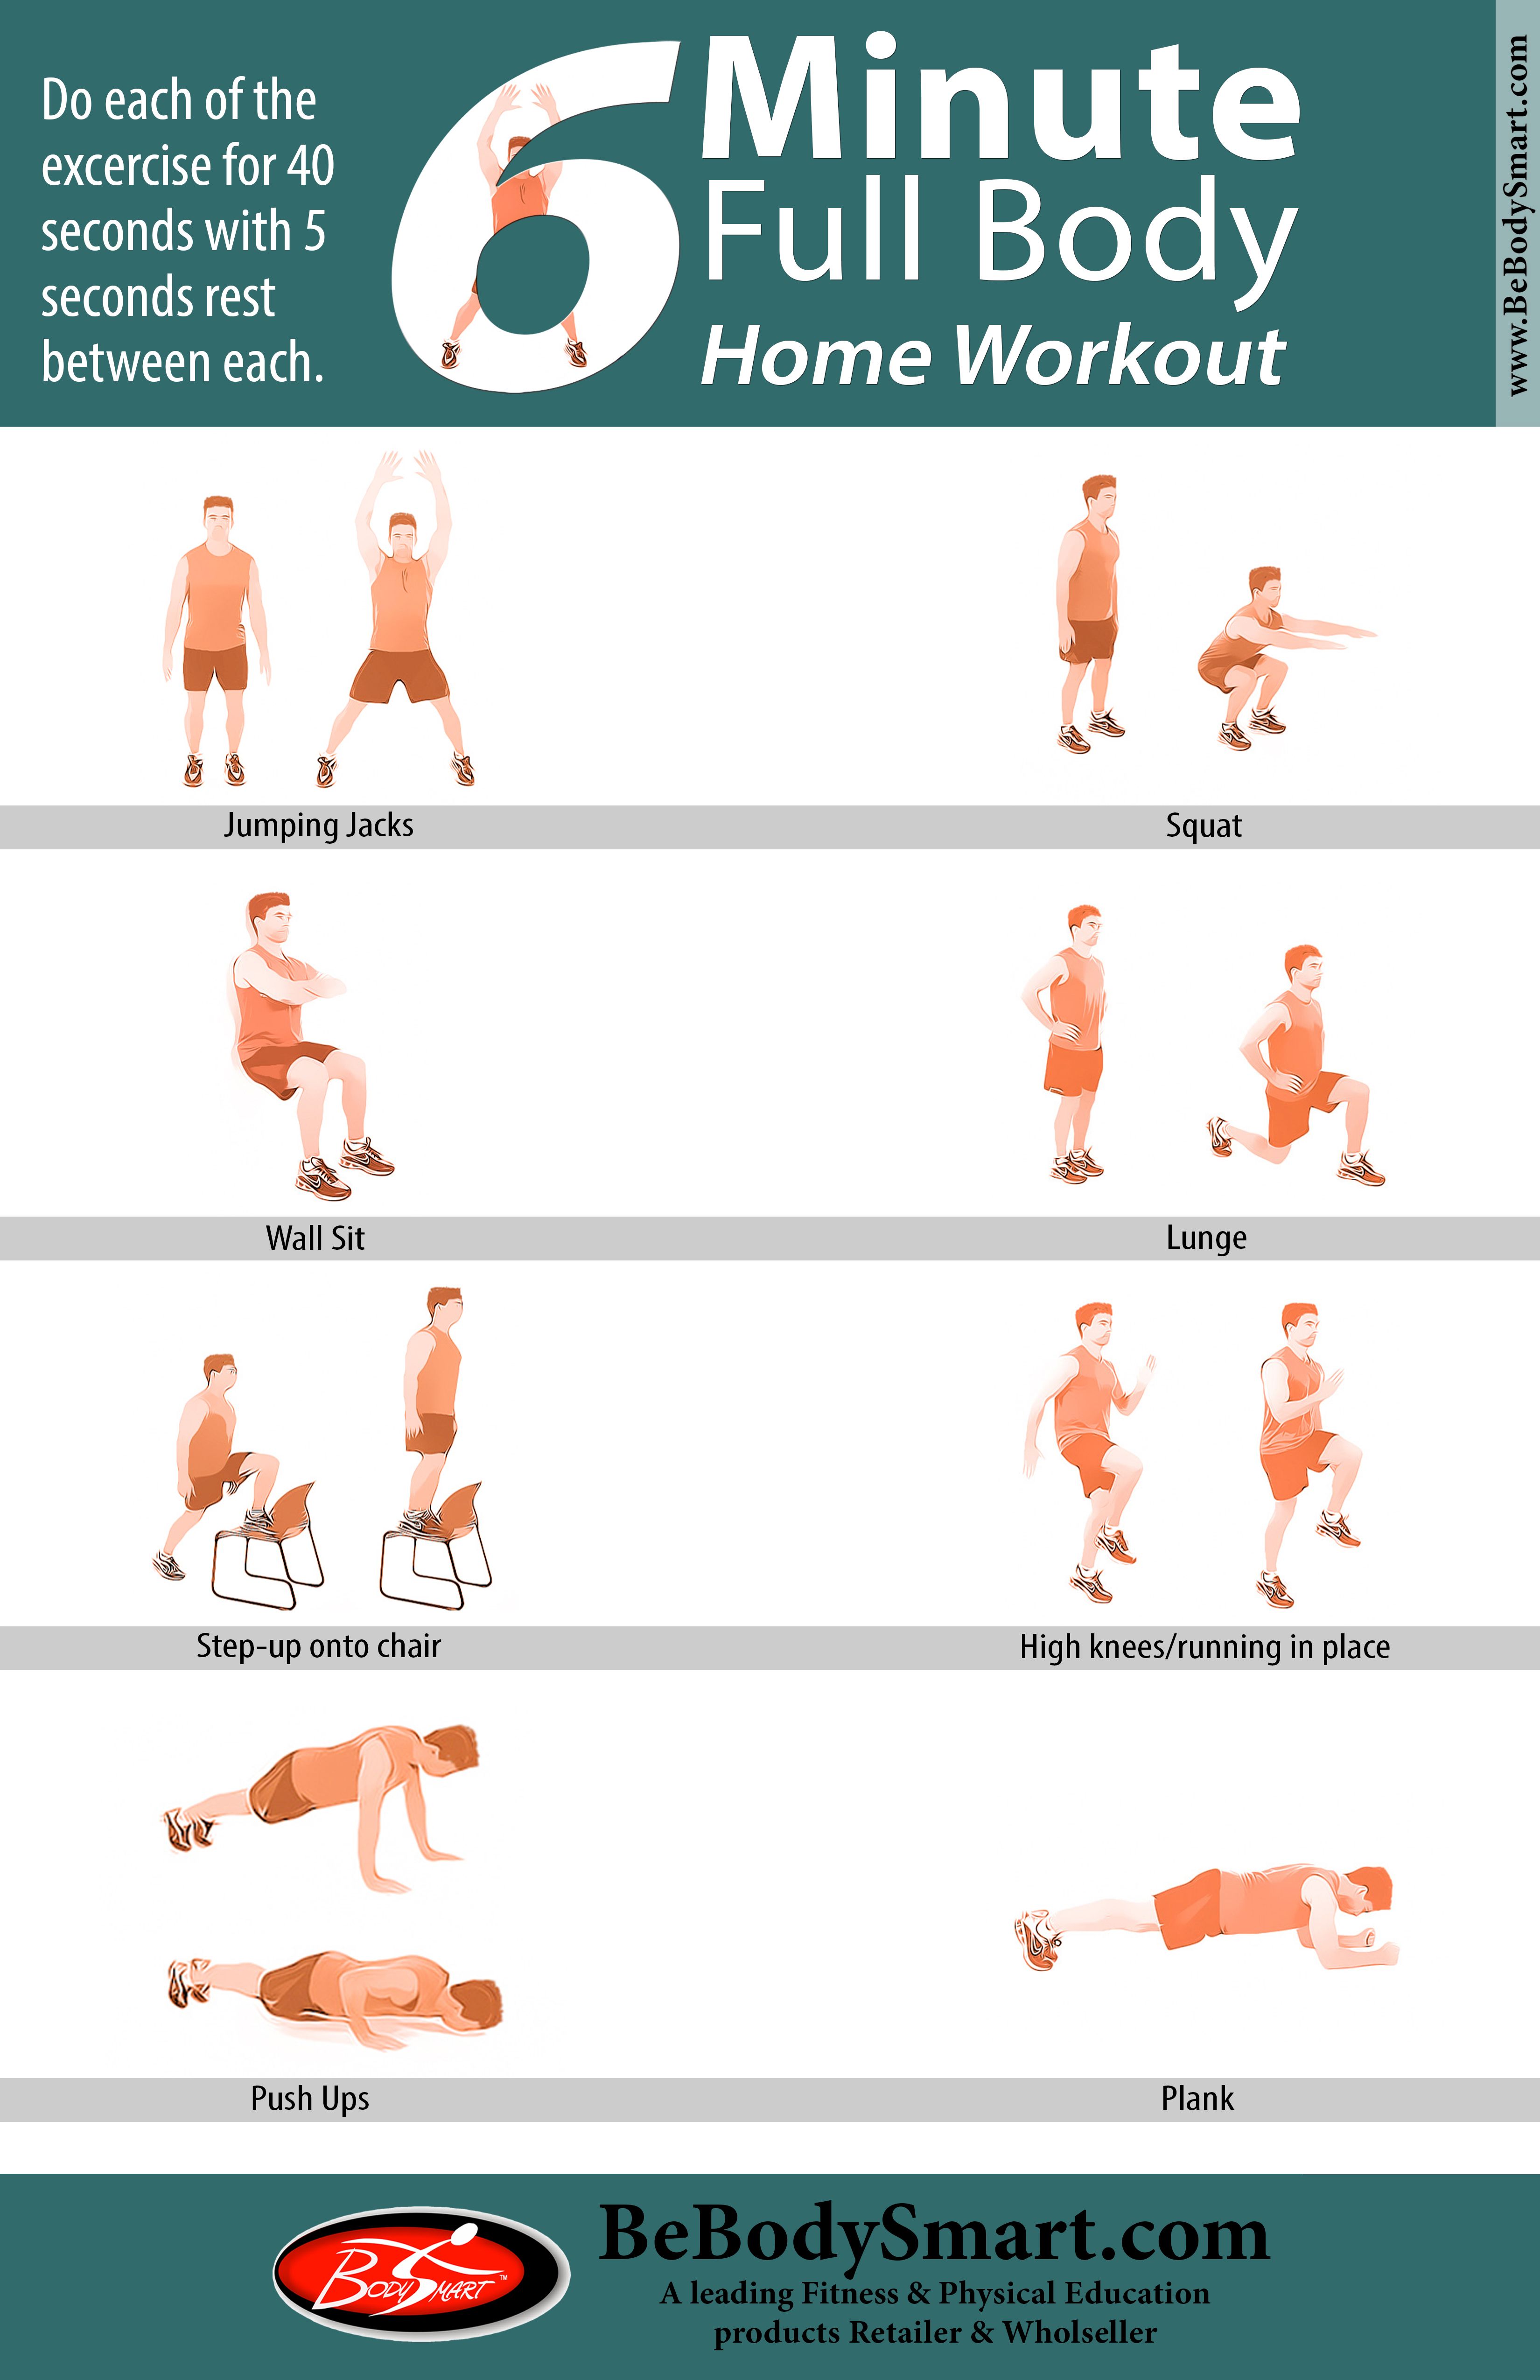 Do each of the
excercise for 40
seconds with 5
seconds rest
between each.
6 Minute
Full Body
Home Workout
www.BeBodySmart.com
Jumping Jacks
Squat
Wall Sit
Lunge
Step-up onto chair
High knees/running in place
Push Ups
Plank
BODY SMART™
BeBodySmart.com
A leading Fitness & Physical Education
products Retailer & Wholseller